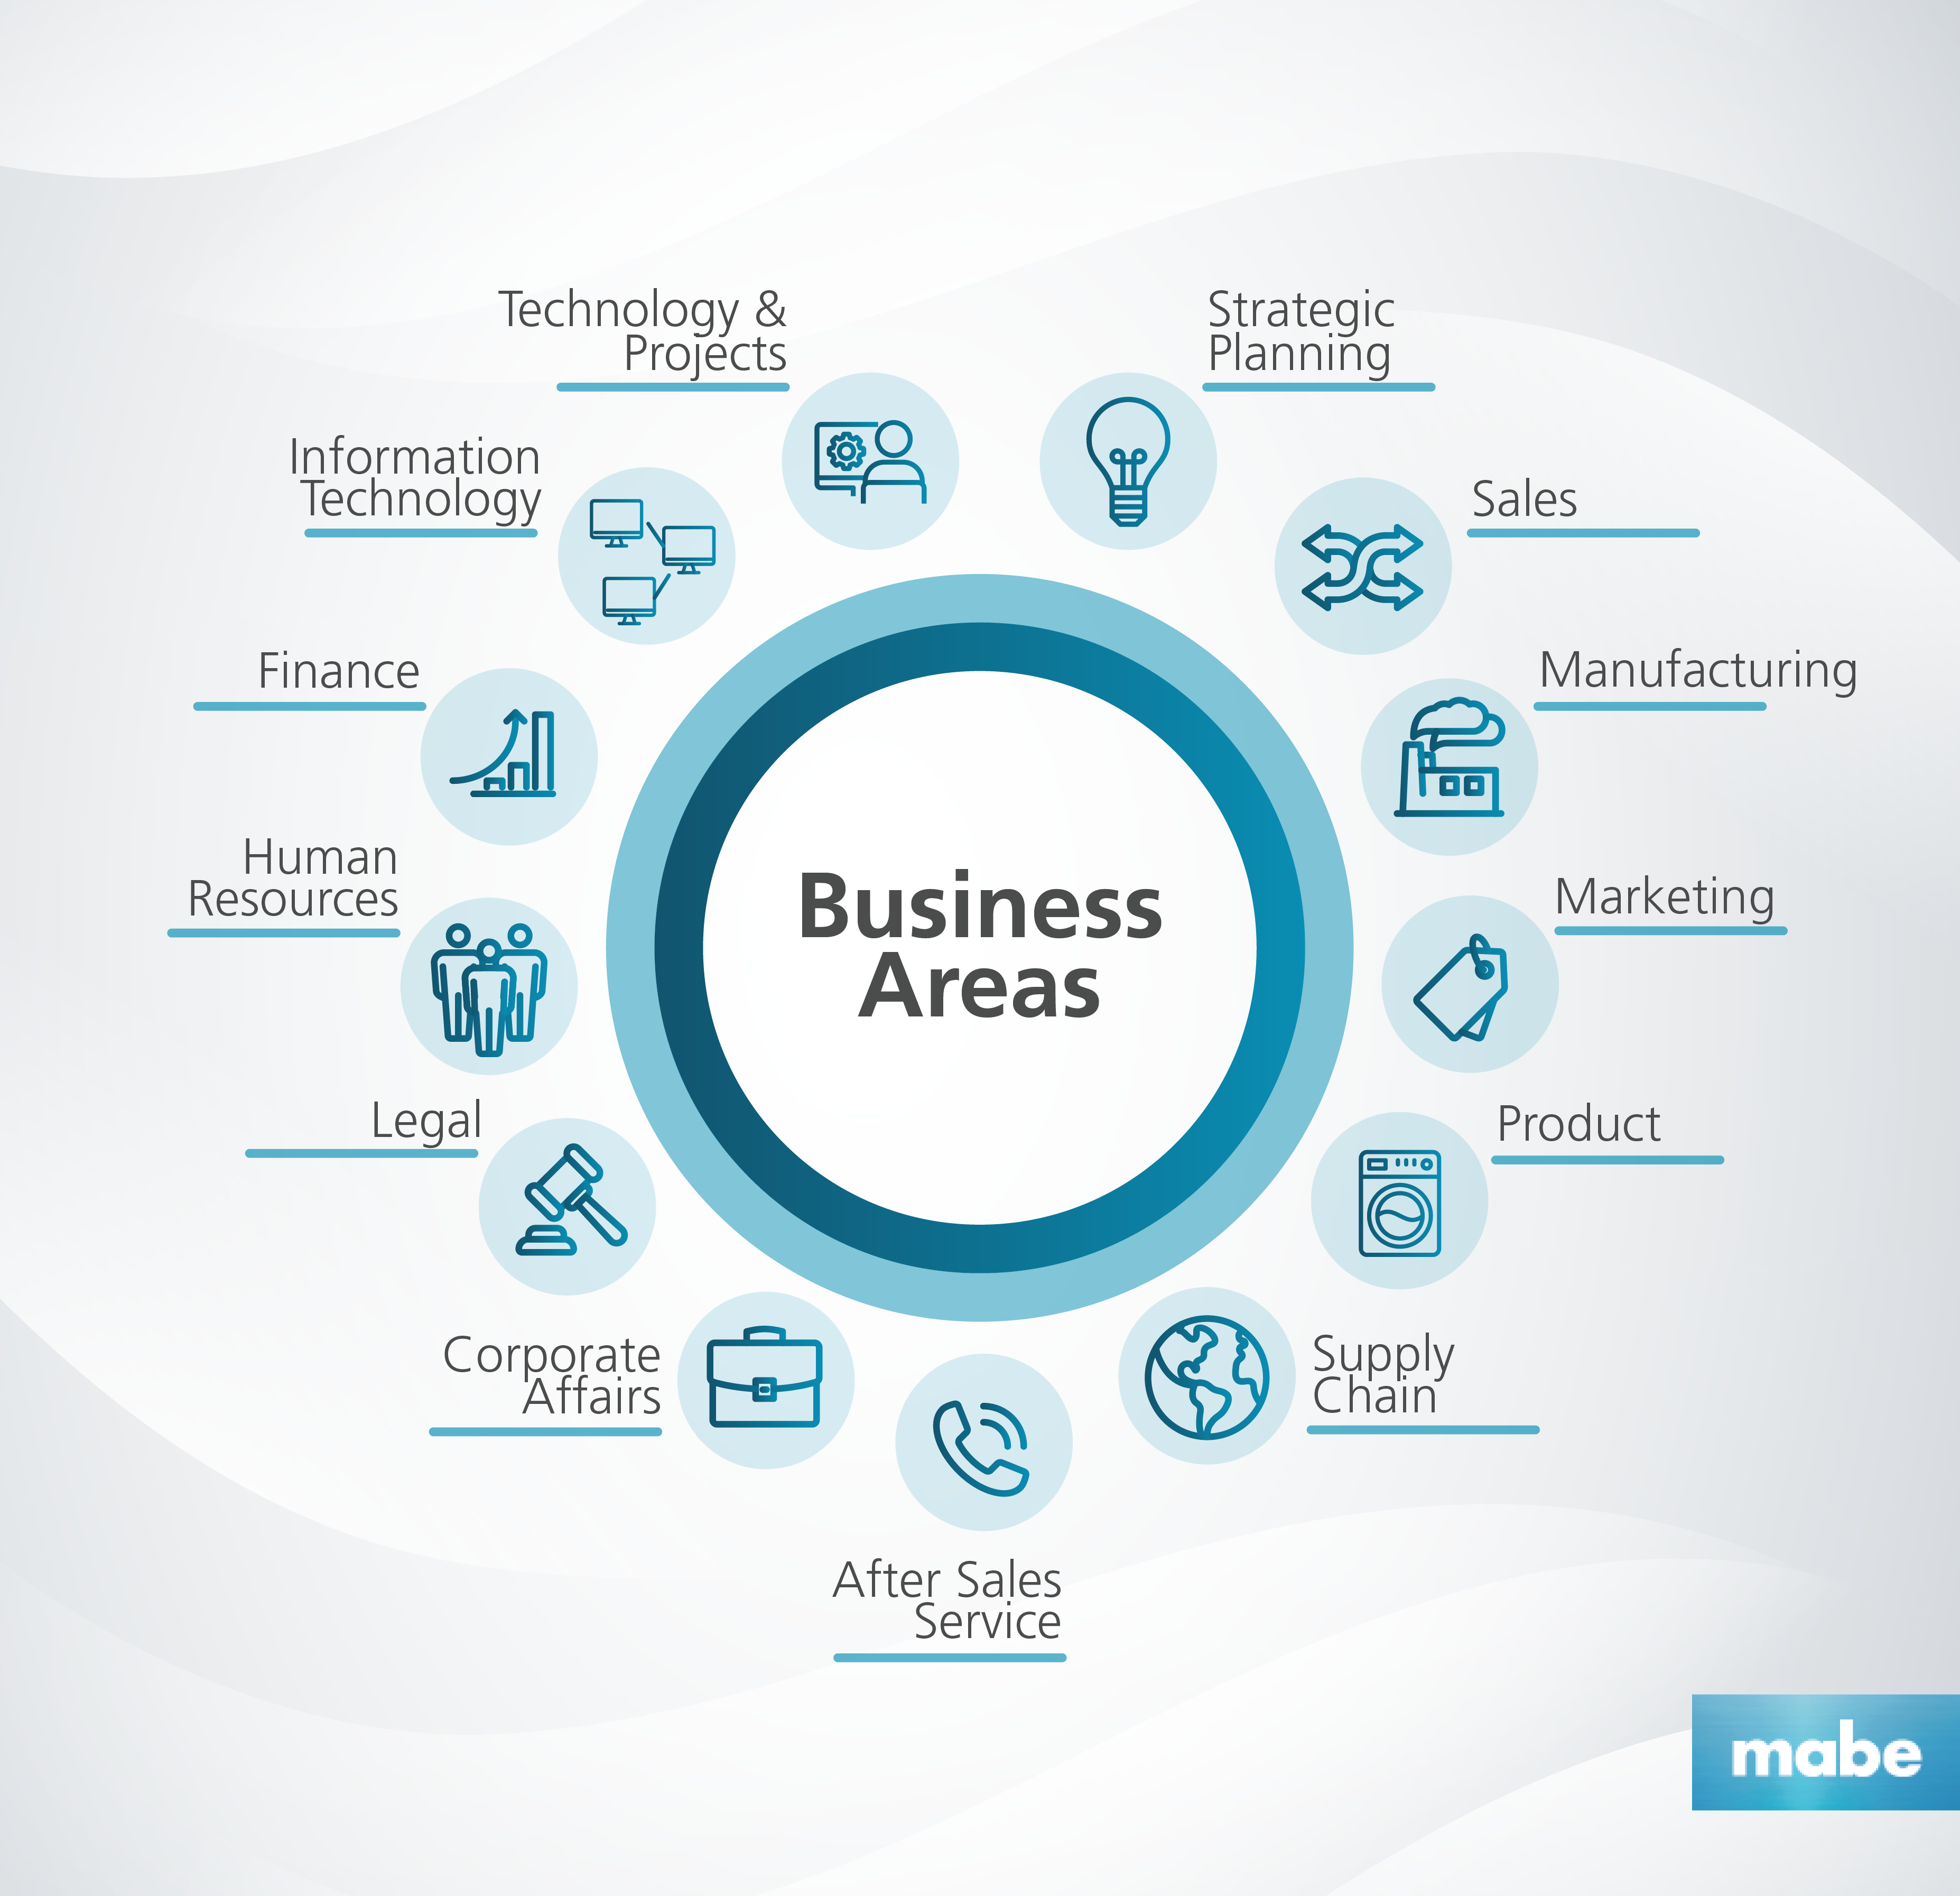 Technology &
Projects
Strategic
Planning
Information
Technology
Sales
Finance
Manufacturing
Human
Resources
Marketing
Business
Areas
Legal
Product
Corporate
Affairs
Supply
Chain
After Sales
Service
mabe